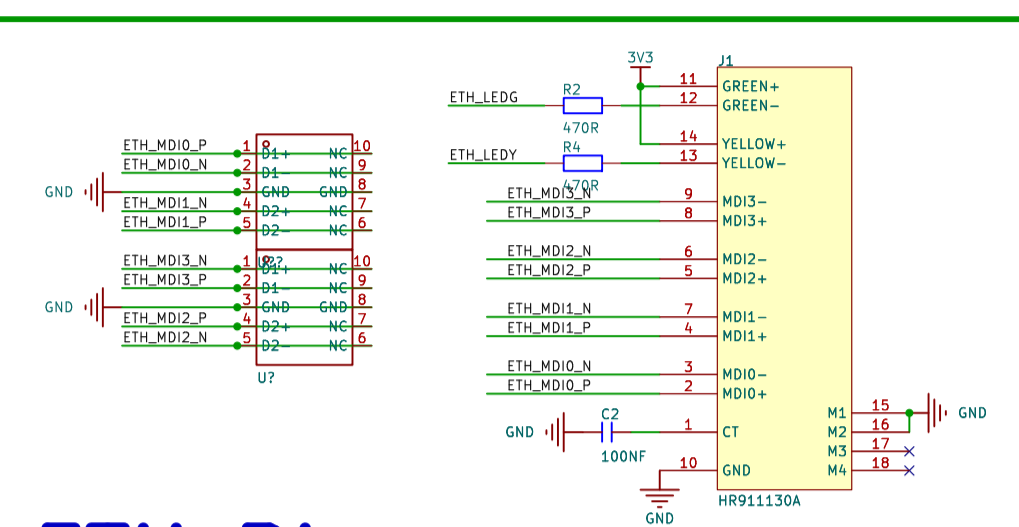 3V3
J1
ETH_LEDG
R2
470R
11 GREEN+
12 GREEN-
ETH_LEDY
R4
470R
14 YELLOW+
13 YELLOW-
ETH_MDI3_N 9 MDI3-
ETH_MDI3_P 8 MDI3+
ETH_MDI2_N 6 MDI2-
ETH_MDI2_P 5 MDI2+
ETH_MDI1_N 7 MDI1-
ETH_MDI1_P 4 MDI1+
ETH_MDI0_N 3 MDI0-
ETH_MDI0_P 2 MDI0+
GND
C2
100NF
1 CT
10 GND
GND
M1 15 GND
M2 16
M3 17
M4 18
HR911130A
ETH_MDI0_P 1 D1+ NC 10
ETH_MDI0_N 2 D1- NC 9
GND 3 GND GND 8
ETH_MDI1_N 4 D2+ NC 7
ETH_MDI1_P 5 D2- NC 6
ETH_MDI3_N 1 D1+ 10
ETH_MDI3_P 2 D1- NC 9
GND 3 GND GND 8
ETH_MDI2_P 4 D2+ NC 7
ETH_MDI2_N 5 D2- NC 6
U?